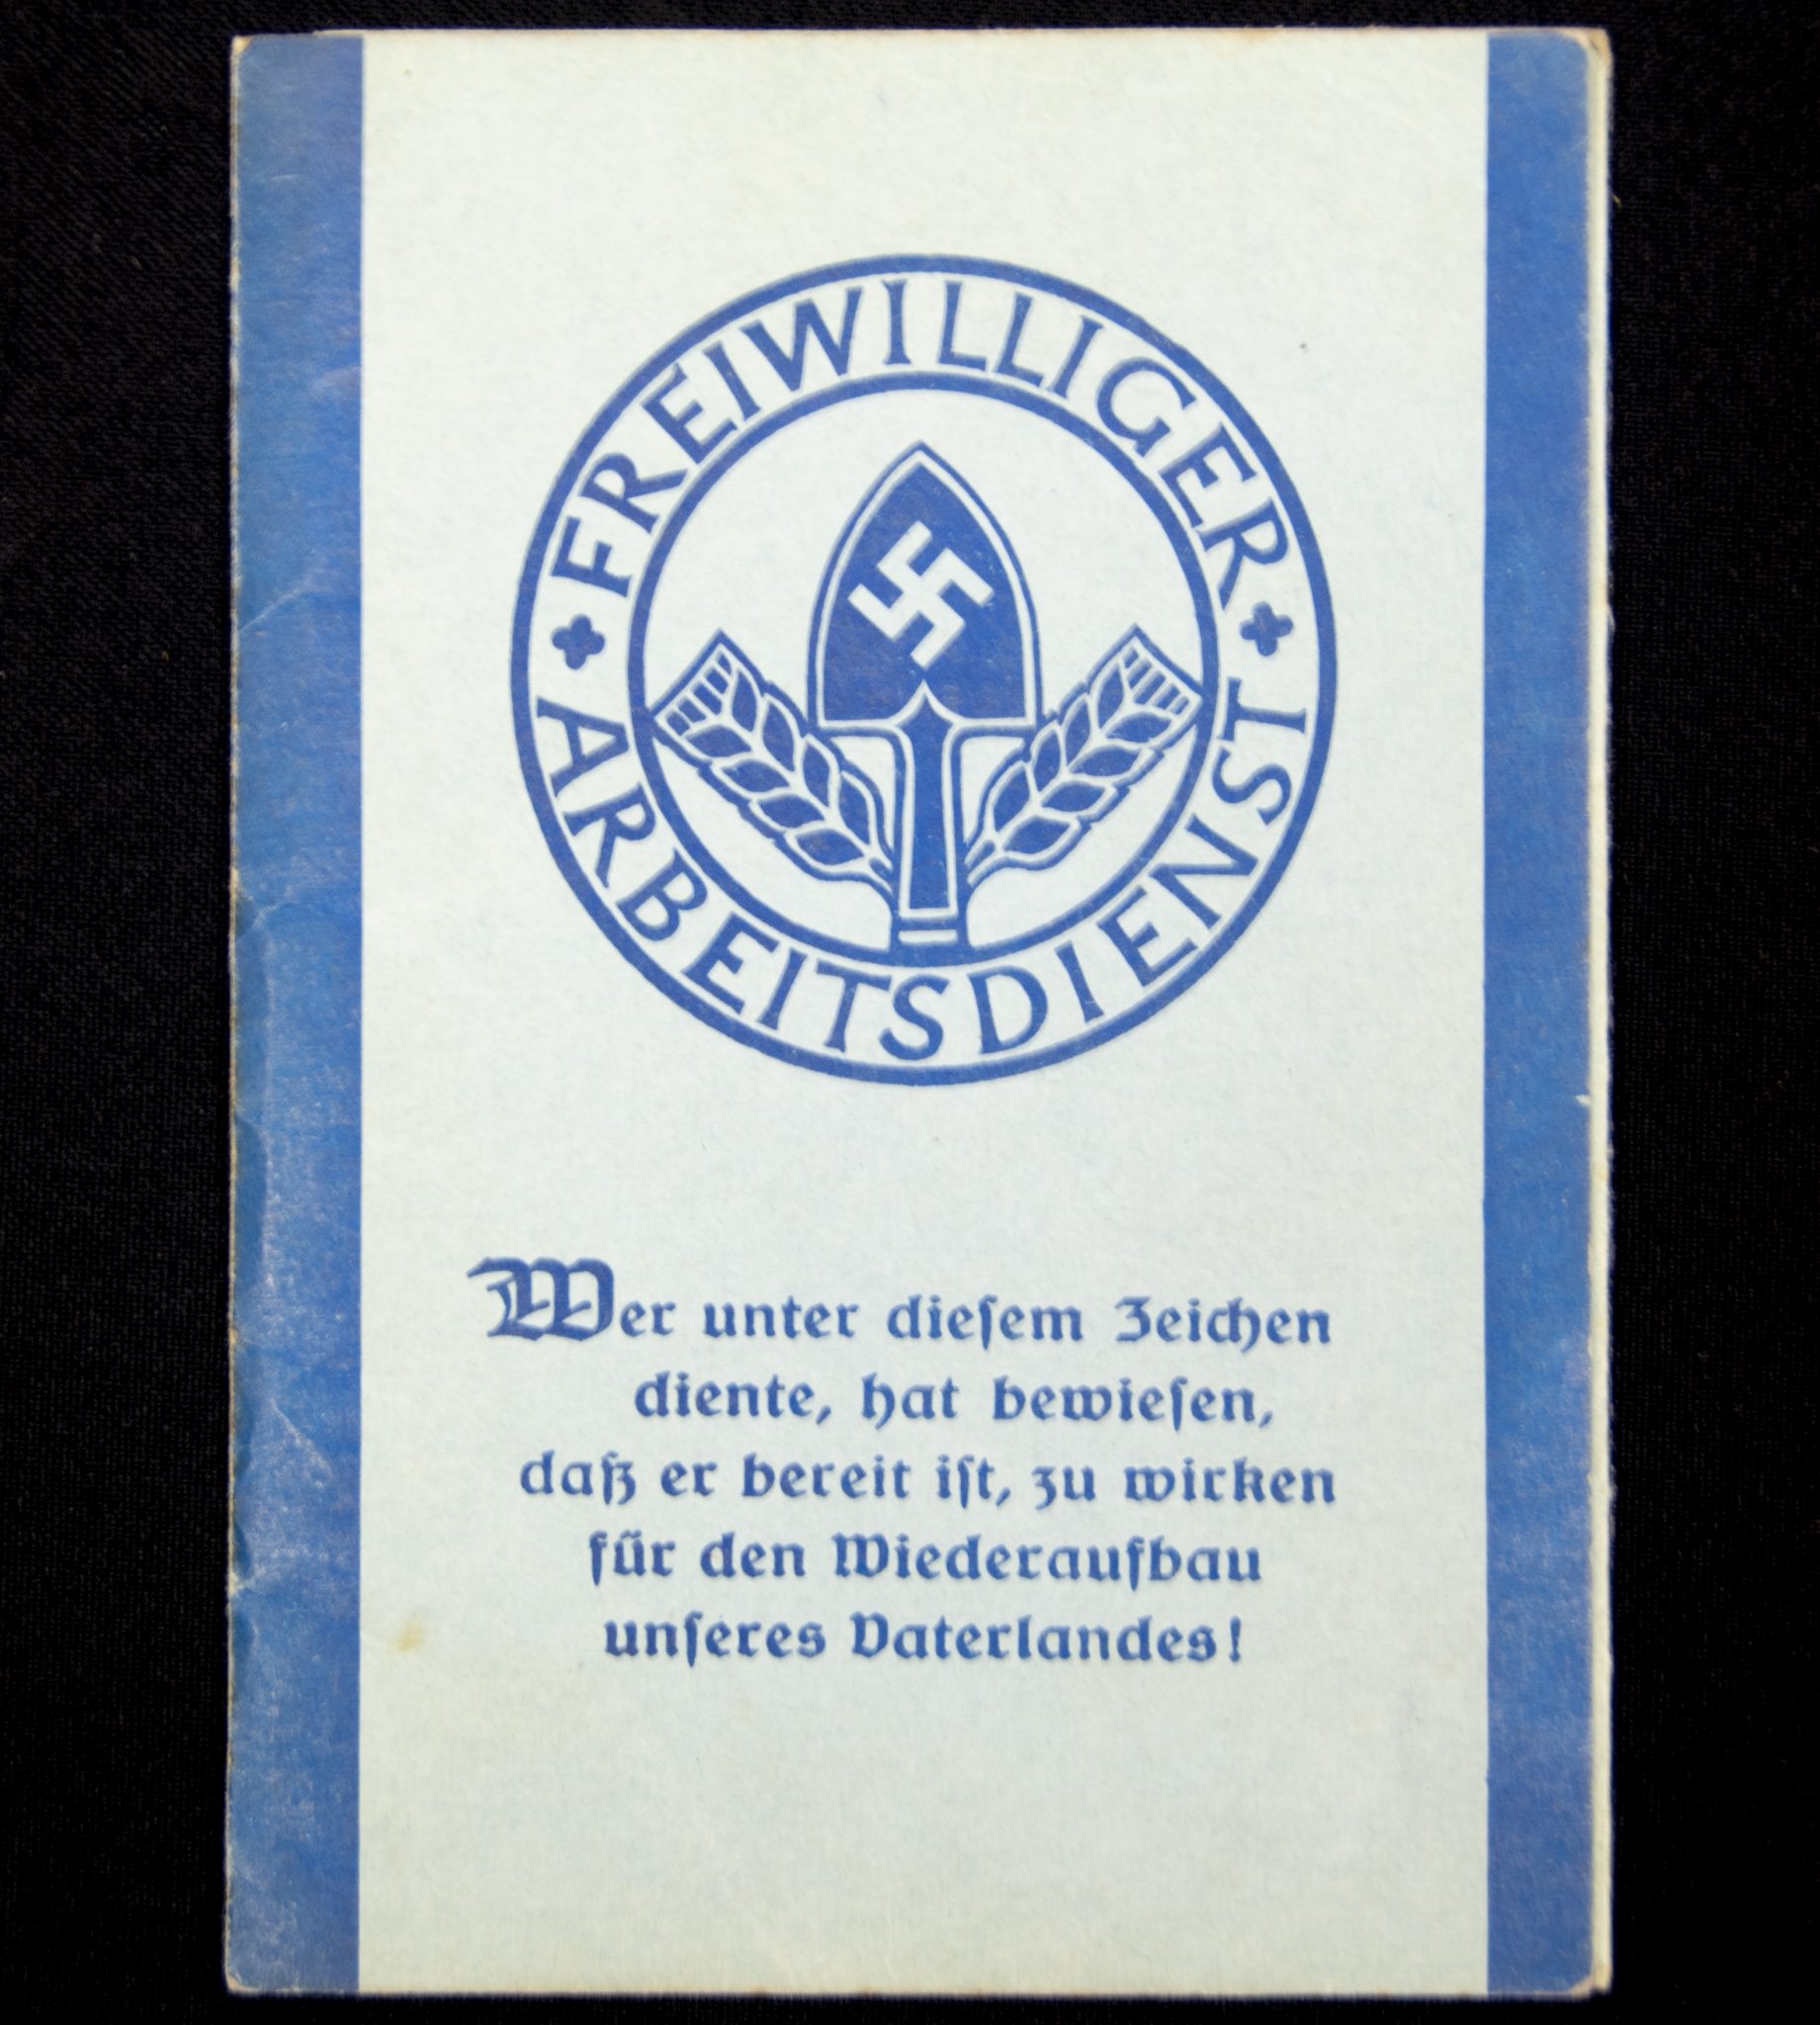 FREIWILLIGER
ARBEITSDIENST
Wer unter dieſem Zeichen
diente, hat bewieſen,
daß er bereit iſt, zu wirken
für den Wiederaufbau
unſeres Vaterlandes!